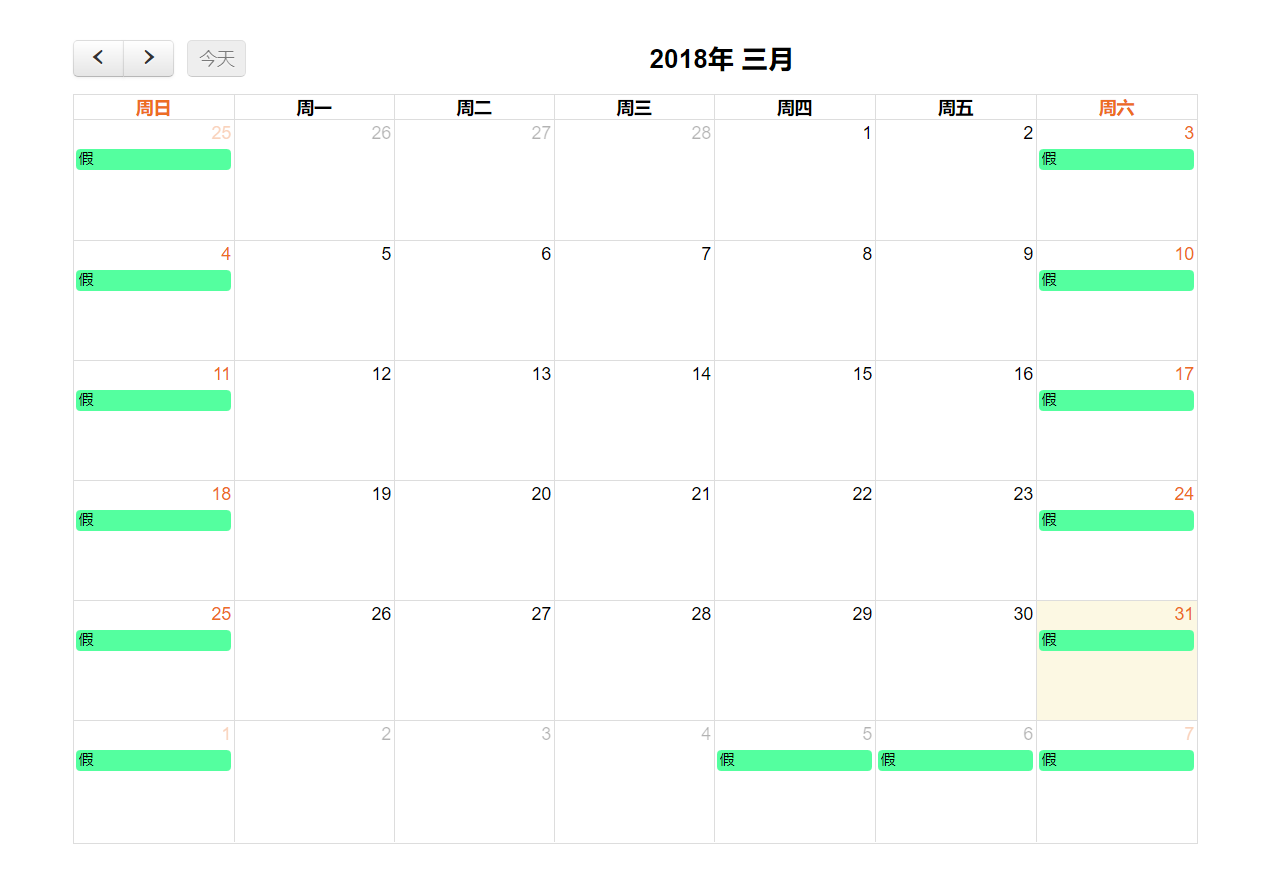 今天
2018年 三月
周日 周一 周二 周三 周四 周五 周六
25 26 27 28 1 2 3
假 假
4 5 6 7 8 9 10
假 假
11 12 13 14 15 16 17
假 假
18 19 20 21 22 23 24
假 假
25 26 27 28 29 30 31
假 假
1 2 3 4 5 6 7
假 假 假 假